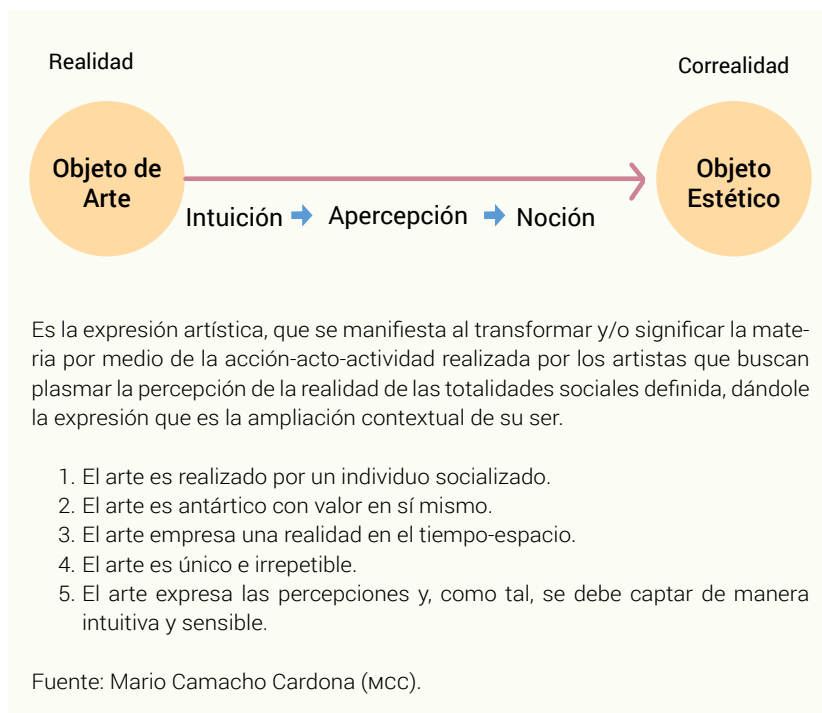 Realidad
Correalidad
Objeto de
Arte
Objeto
Estético
Intuición Apercepción Noción
Es la expresión artística, que se manifiesta al transformar y/o significar la mate-
ria por medio de la acción-acto-actividad realizada por los artistas que buscan
plasmar la percepción de la realidad de las totalidades sociales definida, dándole
la expresión que es la ampliación contextual de su ser.
1. El arte es realizado por un individuo socializado.
2. El arte es antártico con valor en sí mismo.
3. El arte empresa una realidad en el tiempo-espacio.
4. El arte es único e irrepetible.
5. El arte expresa las percepciones y, como tal, se debe captar de manera
intuitiva y sensible.
Fuente: Mario Camacho Cardona (MCC).